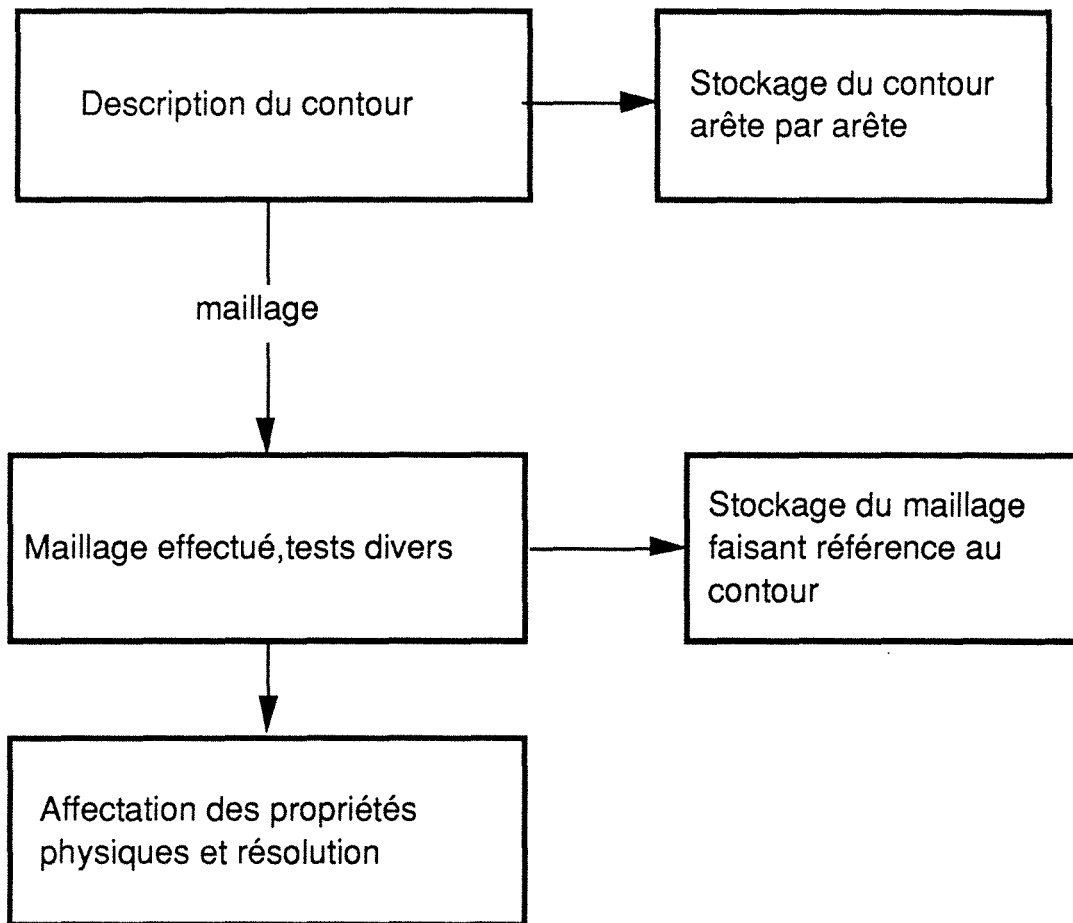 Description du contour
Stockage du contour
arête par arête
maillage
Maillage effectué,tests divers
Stockage du maillage
faisant référence au
contour
Affectation des propriétés
physiques et résolution